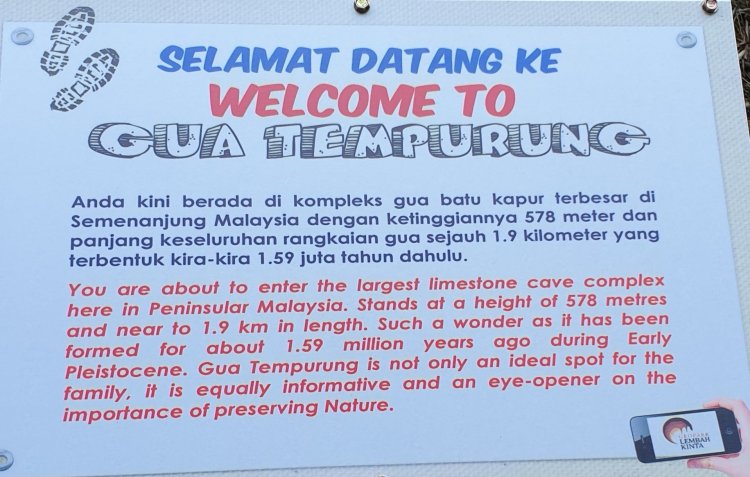 SELAMAT DATANG KE
WELCOME TO
GUA TEMPURUNG
Anda kini berada di kompleks gua batu kapur terbesar di
Semenanjung Malaysia dengan ketinggiannya 578 meter dan
panjang keseluruhan rangkaian gua sejauh 1.9 kilometer yang
terbentuk kira-kira 1.59 juta tahun dahulu.
You are about to enter the largest limestone cave complex
here in Peninsular Malaysia. Stands at a height of 578 metres
and near to 1.9 km in length. Such a wonder as it has been
formed for about 1.59 million years ago during Early
Pleistocene. Gua Tempurung is not only an ideal spot for the
family, it is equally informative and an eye-opener on the
importance of preserving Nature.
GEOPARK
LEMBAH
KINTA